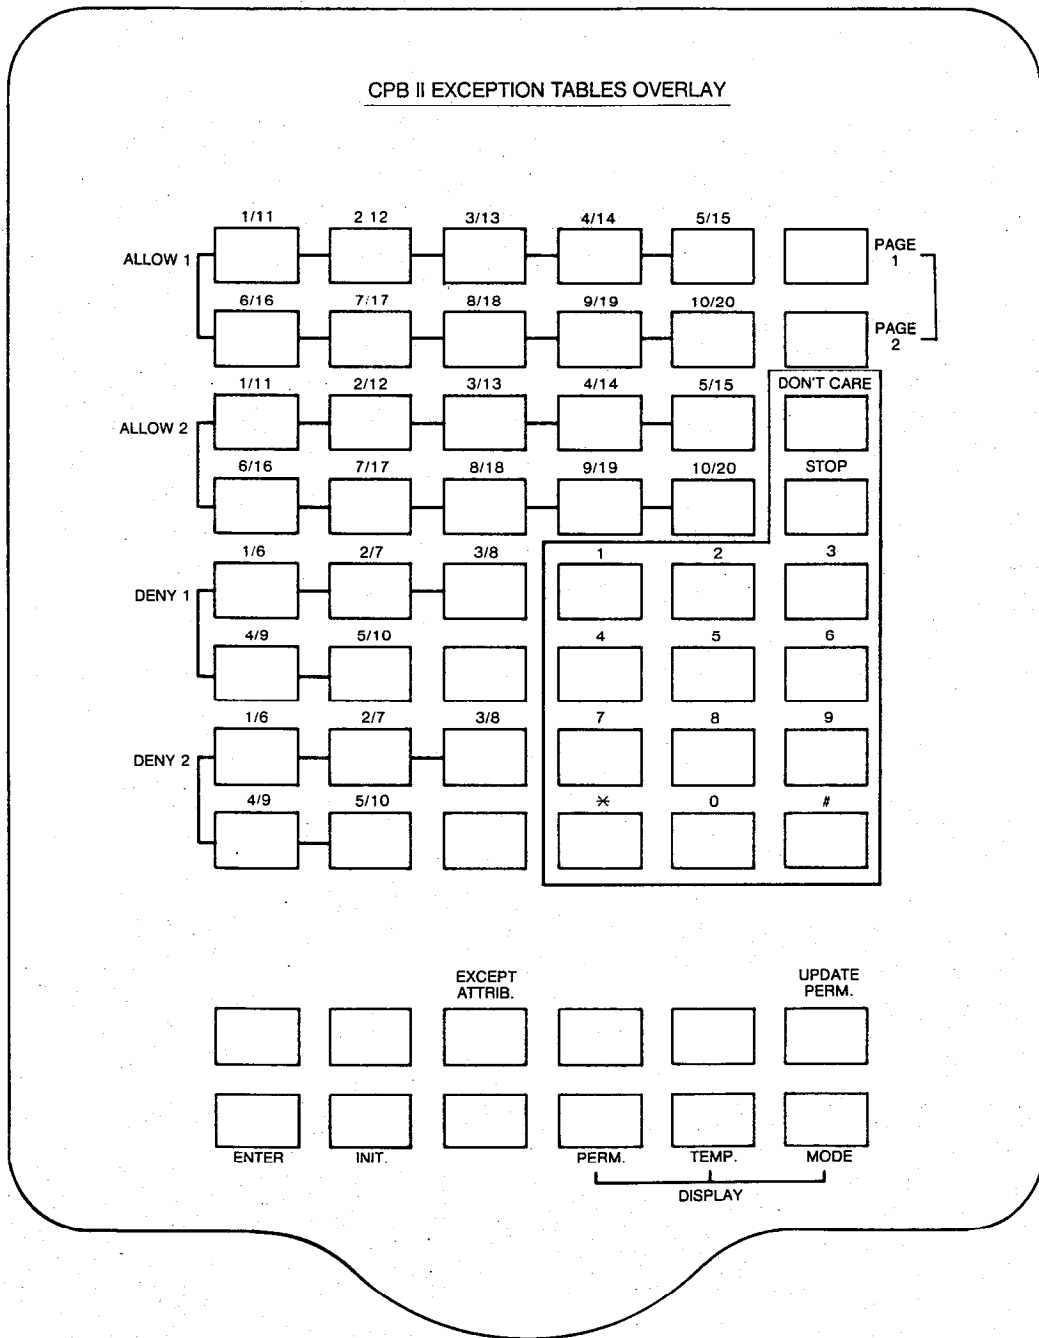 CPB II EXCEPTION TABLES OVERLAY
1/11 2 12 3/13 4/14 5/15
ALLOW 1
PAGE
1
6/16 7/17 8/18 9/19 10/20
PAGE
2
1/11 2/12 3/13 4/14 5/15 DON'T CARE
ALLOW 2
6/16 7/17 8/18 9/19 10/20 STOP
1/6 2/7 3/8 1 2 3
DENY 1
4/9 5/10 4 5 6
1/6 2/7 3/8 7 8 9
DENY 2
4/9 5/10 * 0 #
EXCEPT
ATTRIB.
UPDATE
PERM.
ENTER INIT. PERM. TEMP. MODE
DISPLAY